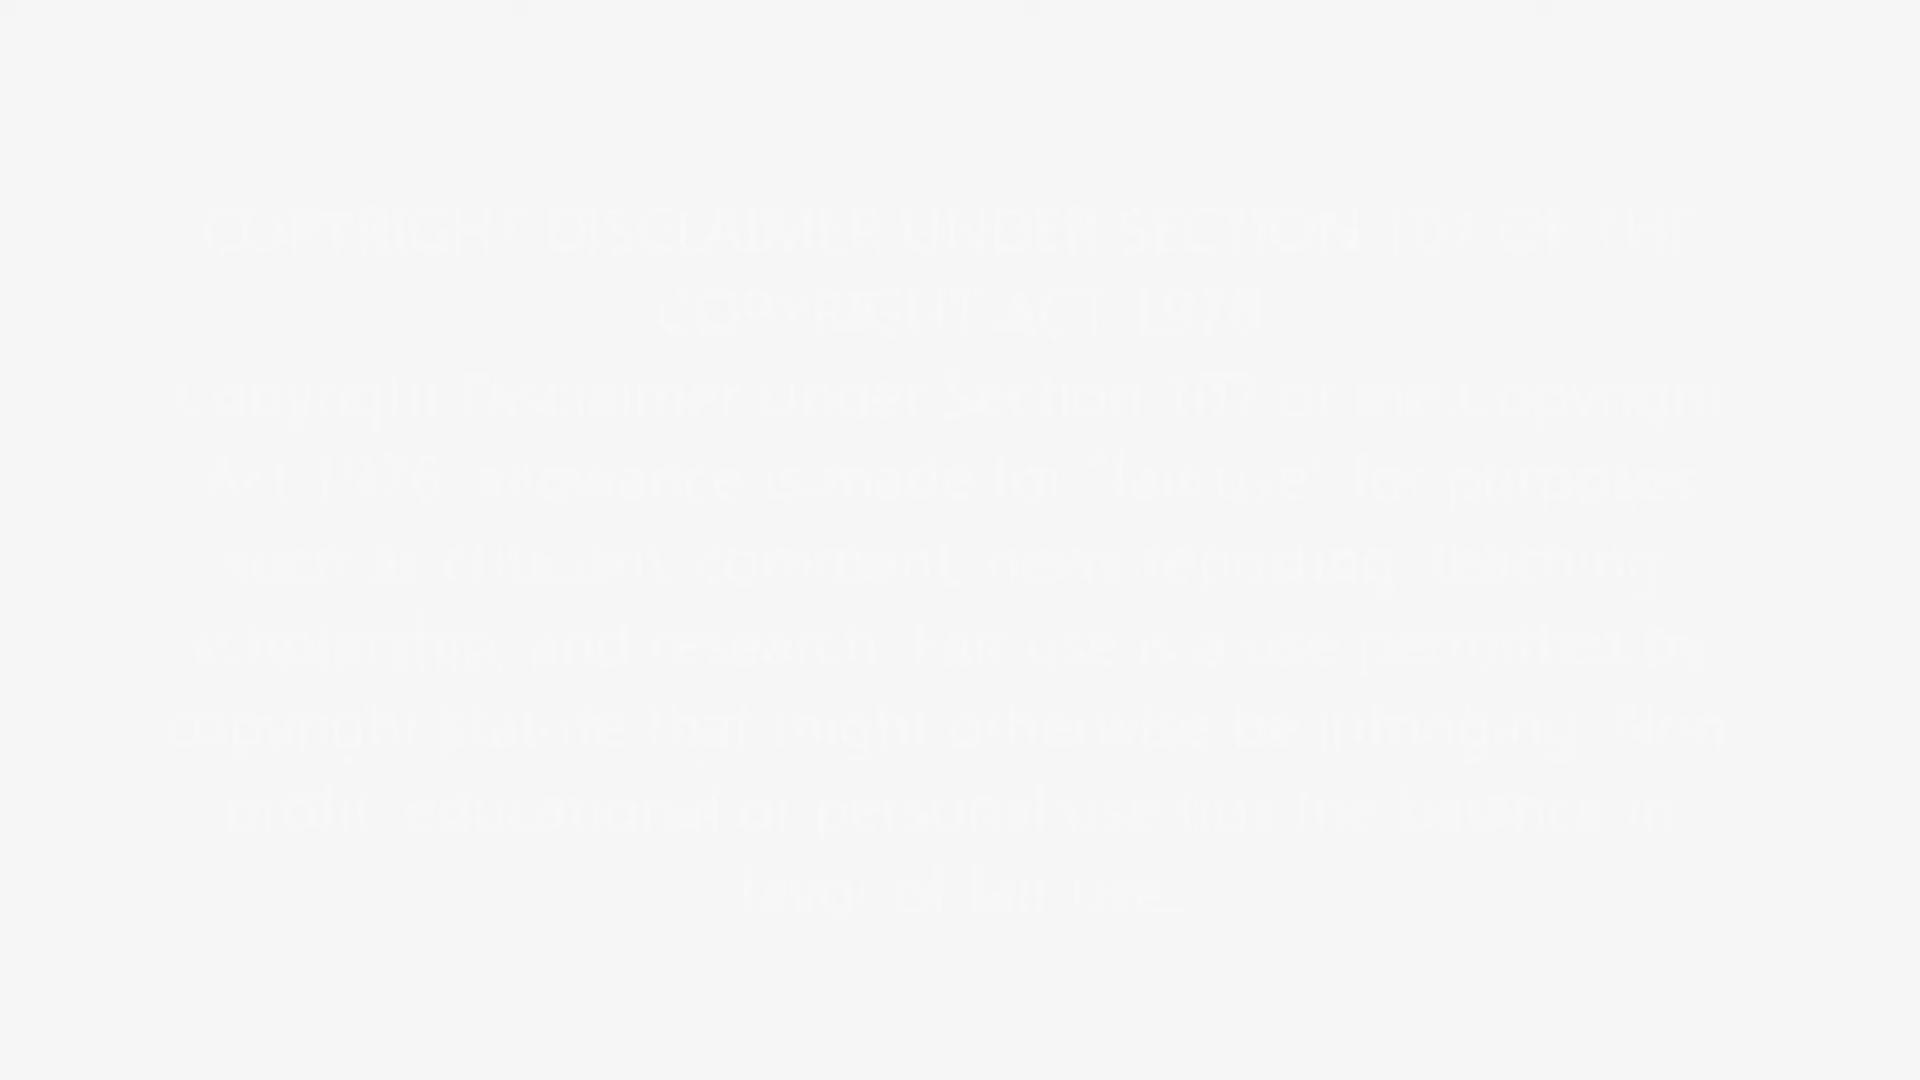 COPYRIGHT DISCLAIMER UNDER SECTION 107 OF THE
COPYRIGHT ACT 1976
Copyright Disclaimer under Section 107 of the Copyright
Act 1976, allowance is made for "fair use" for purposes
such as criticism, comment, news reporting, teaching,
scholarship, and research. Fair use is a use permitted by
copyright statute that might otherwise be infringing. Non
profit, educational or personal use tips the balance in
favor of fair use.